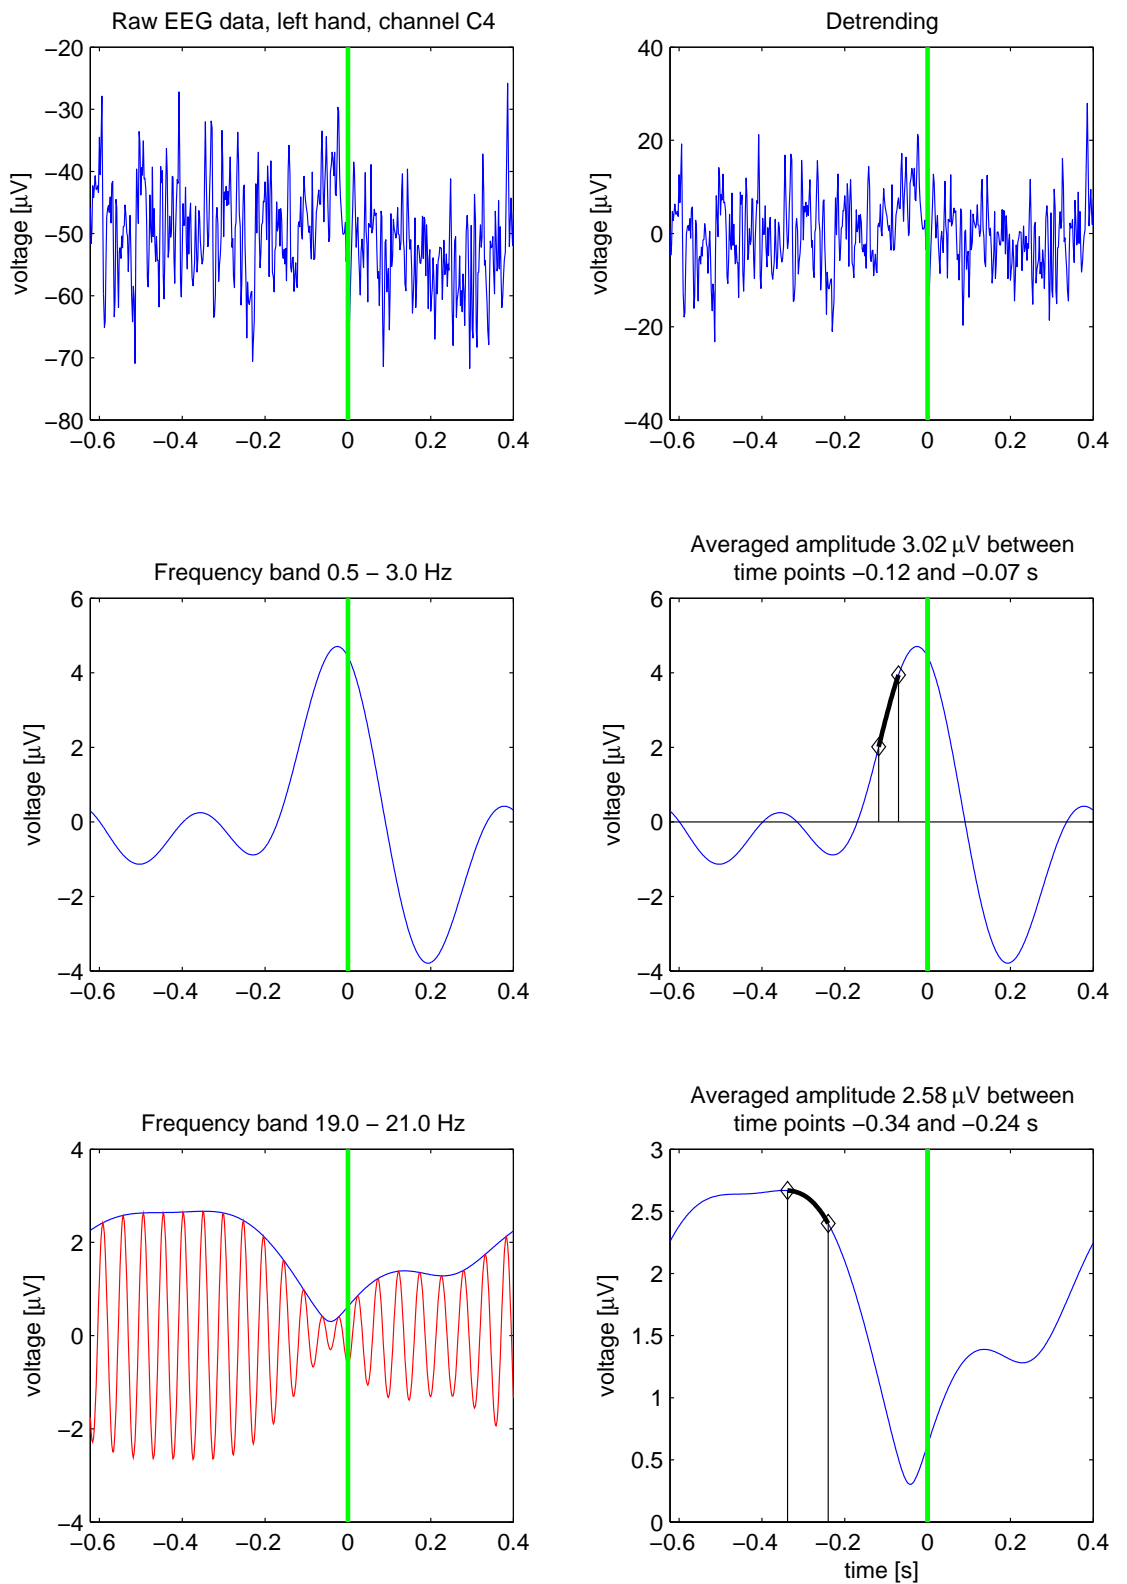 Raw EEG data, left hand, channel C4
−20
−30
−40
−50
−60
−70
−80
voltage [μV]
−0.6 −0.4 −0.2 0 0.2 0.4
Detrending
40
20
0
−20
−40
voltage [μV]
−0.6 −0.4 −0.2 0 0.2 0.4
Frequency band 0.5 − 3.0 Hz
6
4
2
0
−2
−4
voltage [μV]
−0.6 −0.4 −0.2 0 0.2 0.4
Averaged amplitude 3.02 μV between
time points −0.12 and −0.07 s
6
4
2
0
−2
−4
voltage [μV]
−0.6 −0.4 −0.2 0 0.2 0.4
Frequency band 19.0 − 21.0 Hz
4
2
0
−2
−4
voltage [μV]
−0.6 −0.4 −0.2 0 0.2 0.4
Averaged amplitude 2.58 μV between
time points −0.34 and −0.24 s
3
2.5
2
1.5
1
0.5
0
voltage [μV]
−0.6 −0.4 −0.2 0 0.2 0.4
time [s]